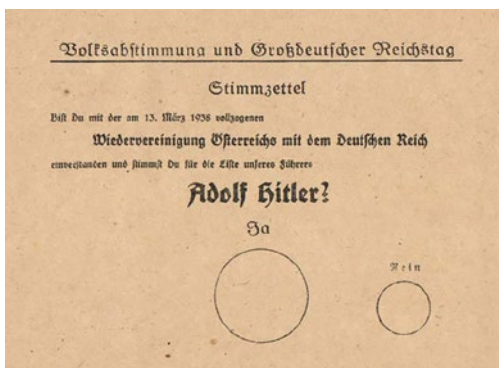 Volksabstimmung und Großdeutscher Reichstag
Stimmzettel
Bist Du mit der am 13. März 1938 vollzogenen
Wiedervereinigung Österreichs mit dem Deutschen Reich
einverstanden und stimmst Du für die Liste unseres Führers
Adolf Hitler?
Ja
Nein